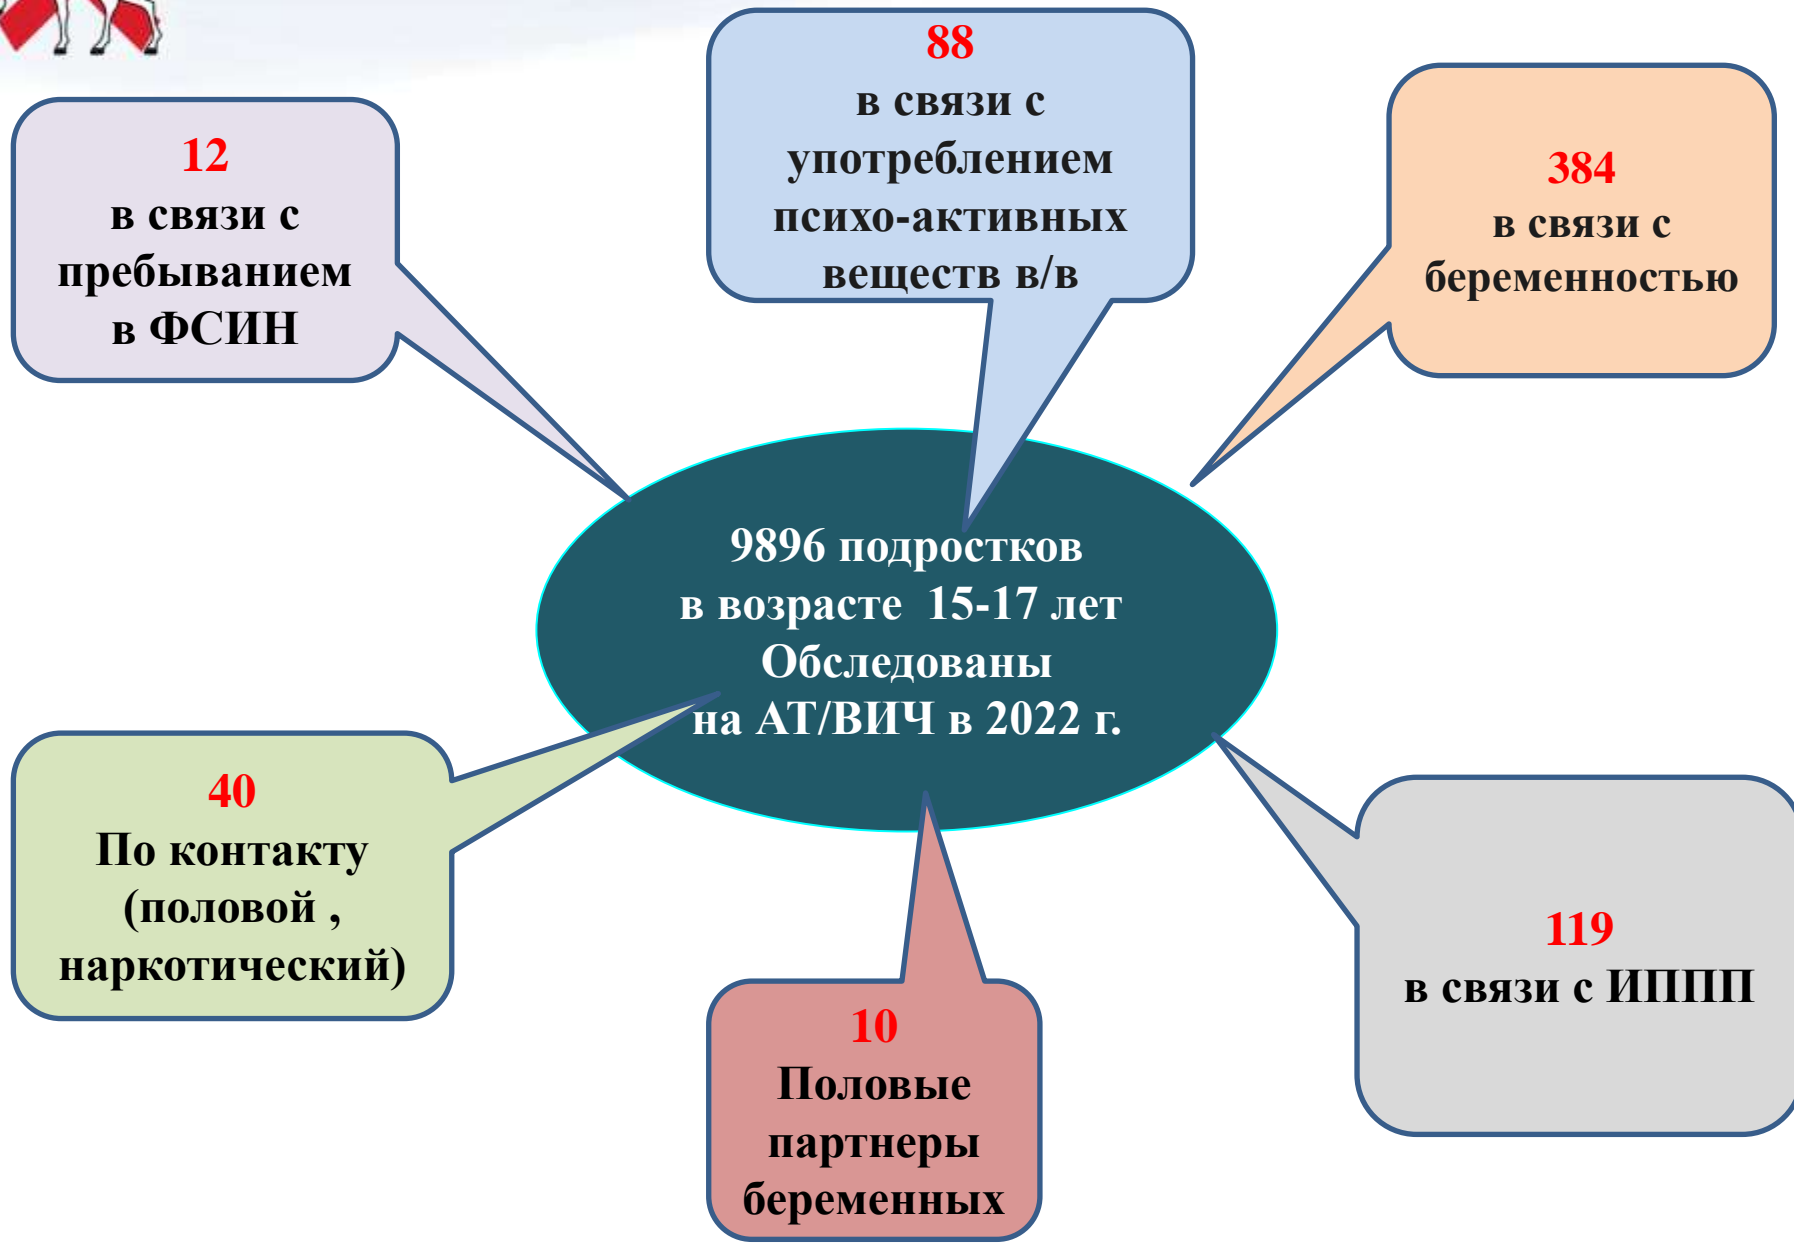 88
в связи с
употреблением
психо-активных
веществ в/в
12
в связи с
пребыванием
в ФСИН
384
в связи с
беременностью
9896 подростков
в возрасте  15-17 лет
Обследованы
на АТ/ВИЧ в 2022 г.
40
По контакту
(половой ,
наркотический)
10
Половые
партнеры
беременных
119
в связи с ИППП